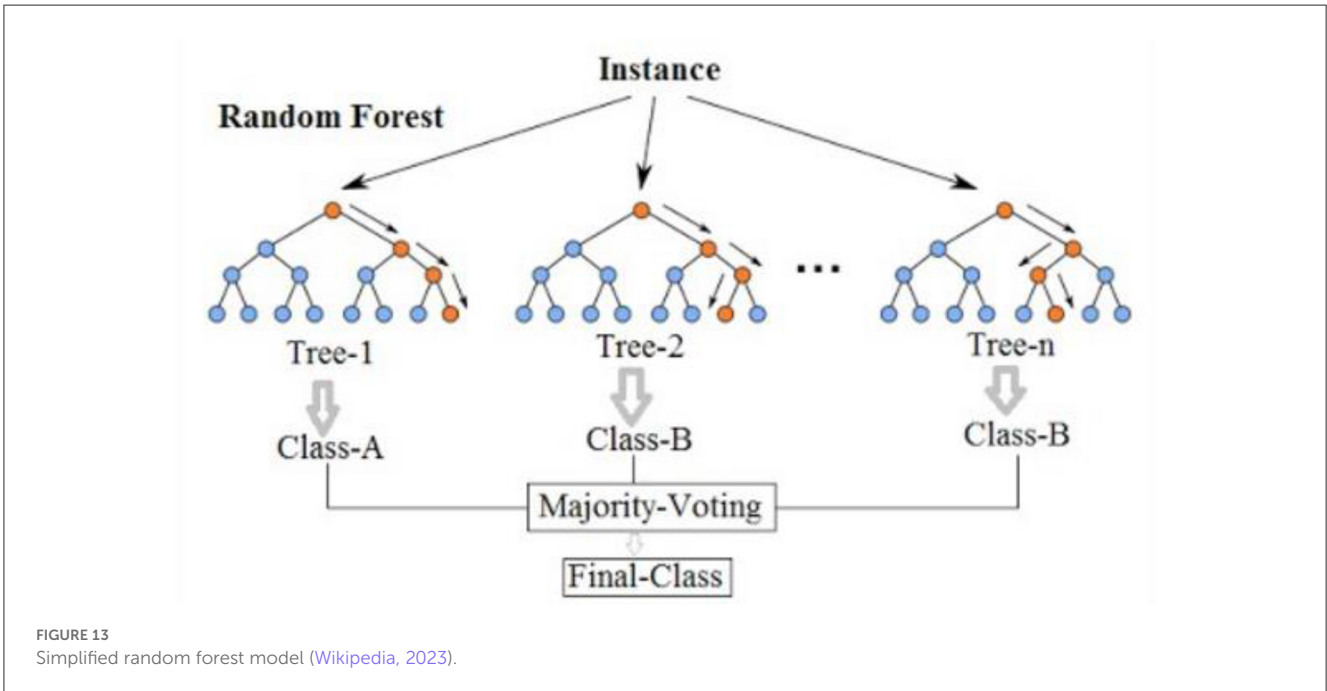 Instance
Random Forest
...
Tree-1 Tree-2 Tree-n
Class-A Class-B Class-B
Majority-Voting
Final-Class
FIGURE 13
Simplified random forest model (Wikipedia, 2023).